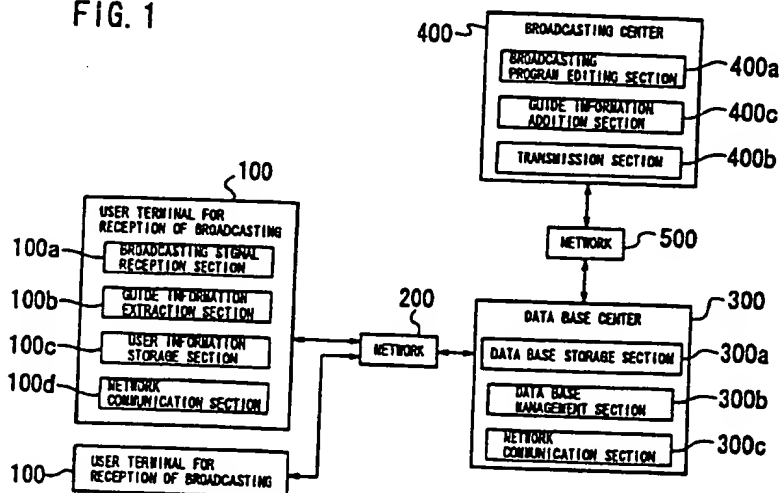 FIG. 1
400
BROADCASTING CENTER
BROADCASTING
PROGRAM EDITING SECTION
400a
GUIDE INFORMATION
ADDITION SECTION
400c
TRANSMISSION SECTION
400b
100
USER TERMINAL FOR
RECEPTION OF BROADCASTING
100a
BROADCASTING SIGNAL
RECEPTION SECTION
100b
GUIDE INFORMATION
EXTRACTION SECTION
100c
USER INFORMATION
STORAGE SECTION
100d
NETWORK
COMMUNICATION SECTION
100
USER TERMINAL FOR
RECEPTION OF BROADCASTING
200
NETWORK
NETWORK
500
300
DATA BASE CENTER
DATA BASE STORAGE SECTION
300a
DATA BASE
MANAGEMENT SECTION
300b
NETWORK
COMMUNICATION SECTION
300c